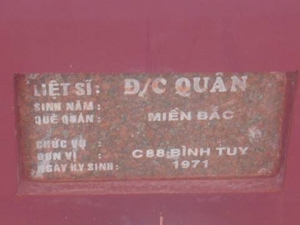 LIỆT SĨ: Đ/C QUÂN
SINH NĂM:
QUÊ QUÁN: MIỀN BẮC
CHỨC VỤ:
ĐƠN VỊ: C88 BÌNH TUY
NGÀY HY SINH: 1971